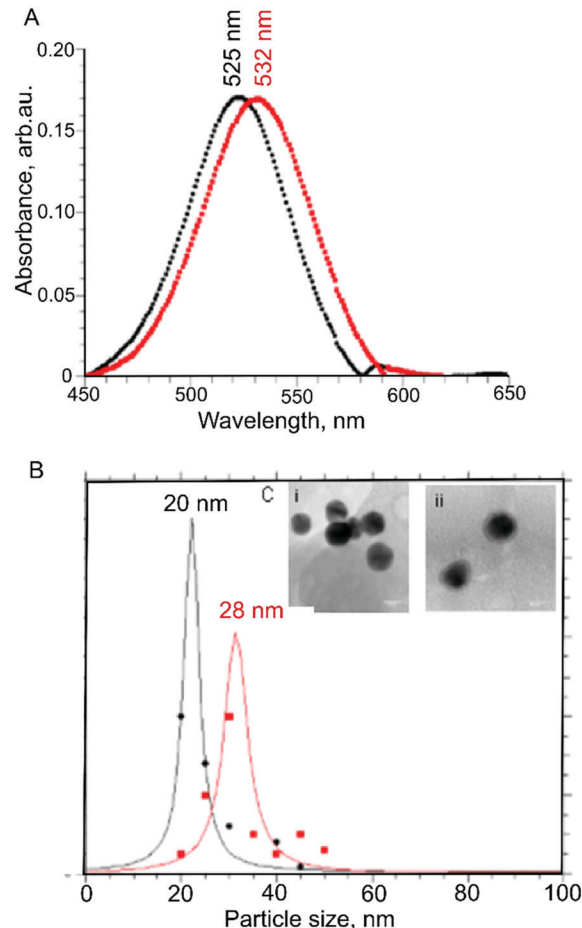 A
525 nm
532 nm
0.20
0.15
0.10
0.05
0
Absorbance, arb.au.
450
500
550
600
650
Wavelength, nm
B
20 nm
C
i
ii
28 nm
0
20
40
60
80
100
Particle size, nm